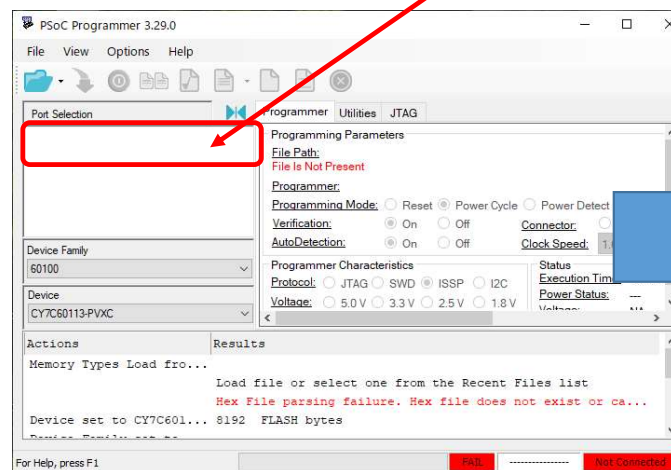 PSoC Programmer 3.29.0
File View Options Help
Port Selection
Programmer Utilities JTAG
Programming Parameters
File Path:
File Is Not Present
Programmer:
Programming Mode: Reset Power Cycle Power Detect
Verification: On Off Connector:
AutoDetection: On Off Clock Speed: 1.
Device Family
60100
Device
CY7C60113-PVXC
Programmer Characteristics
Protocol: JTAG SWD ISSP I2C
Voltage: 5.0 V 3.3 V 2.5 V 1.8 V
Status
Execution Time
Power Status: ---
Actions Results
Memory Types Load fro...
Load file or select one from the Recent Files list
Hex File parsing failure. Hex file does not exist or ca...
Device set to CY7C601... 8192 FLASH bytes
For Help, press F1
FAIL --------------- Not Connected